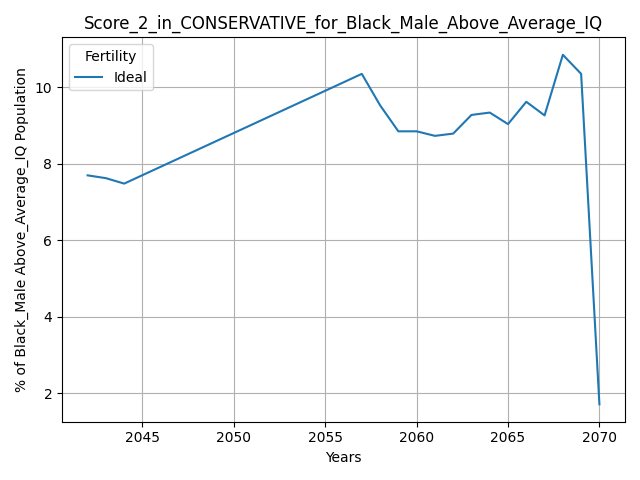 Score_2_in_CONSERVATIVE_for_Black_Male_Above_Average_IQ
Fertility
Ideal
% of Black_Male Above_Average_IQ Population
10
8
6
4
2
2045 2050 2055 2060 2065 2070
Years